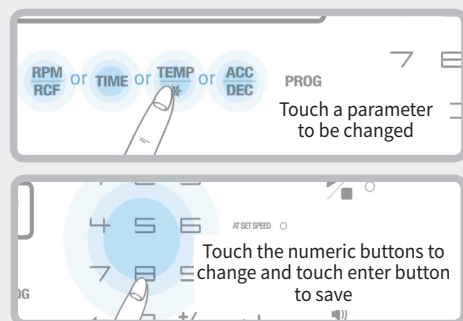 7
RPM or TIME or TEMP or ACC
RCF DEC PROG
Touch a parameter
to be changed
4 5 6 AT SET SPEED
Touch the numeric buttons to
7 8 9 change and touch enter button
to save